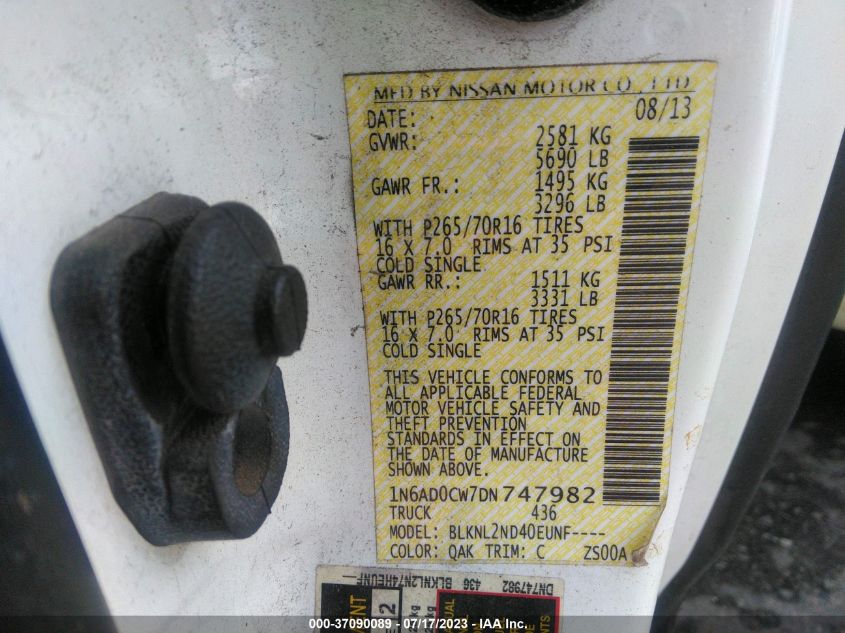 MFD BY NISSAN MOTOR CO., LTD
DATE: 08/13
GVWR: 2581 KG
5690 LB
GAWR FR.: 1495 KG
3296 LB
WITH P265/70R16 TIRES
16 X 7.0 RIMS AT 35 PSI
COLD SINGLE
GAWR RR.: 1511 KG
3331 LB
WITH P265/70R16 TIRES
16 X 7.0 RIMS AT 35 PSI
COLD SINGLE
THIS VEHICLE CONFORMS TO
ALL APPLICABLE FEDERAL
MOTOR VEHICLE SAFETY AND
THEFT PREVENTION
STANDARDS IN EFFECT ON
THE DATE OF MANUFACTURE
SHOWN ABOVE.
1N6AD0CW7DN747982
TRUCK 436
MODEL: BLKNL2ND40EUNF----
COLOR: QAK TRIM: C ZS00A
DN747982
436 BLKNL2N74HEUNF
000-37090089 - 07/17/2023 - IAA Inc.